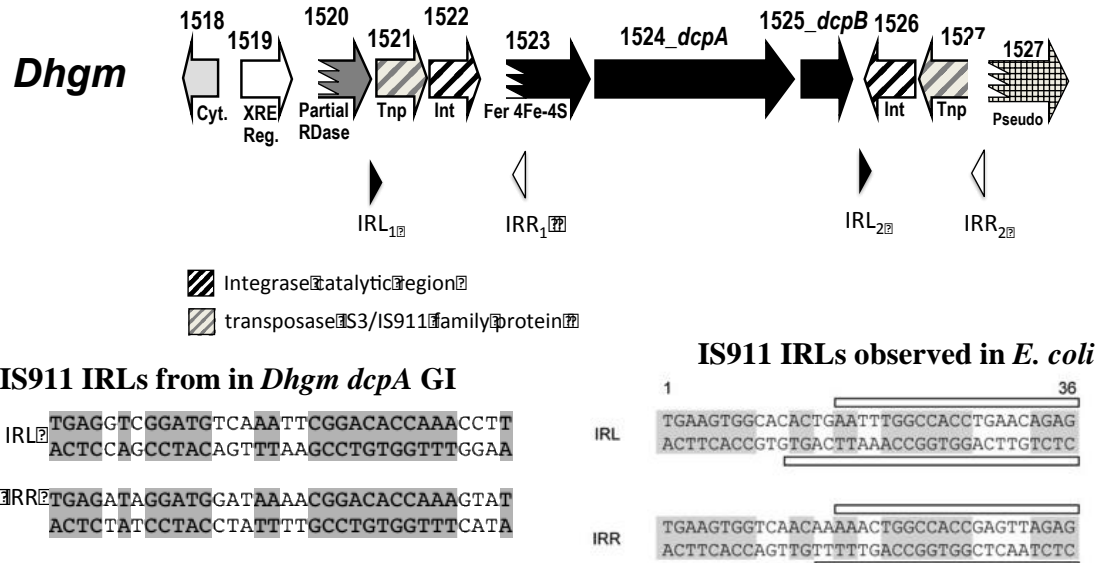 1518
1519
1520
1521
1522
1523
1524_dcpA
1525_dcpB
1526
1527
1527
Dhgm
Cyt.
XRE
Reg.
Partial
RDase
Tnp
Int
Fer 4Fe-4S
Int
Tnp
Pseudo
IRL1
IRR1
IRL2
IRR2
Integrase catalytic region
transposase IS3/IS911 family protein
IS911 IRLs from in Dhgm dcpA GI
IRL
TGAGGTCGGATGTCAAATTCGGACACCAAACCTT
ACTCCAGCCTACAGTTTAAGCCTGTGGTTTGGAA
IRR
TGAGATAGGATGGATAAAACGGACACCAAAGTAT
ACTCTATCCTACCTATTTTGCCTGTGGTTTCATA
IS911 IRLs observed in E. coli
1 36
IRL
TGAAGTGGCACACTGAATTTGGCCACCTGAACAGAG
ACTTCACCGTGTGACTTAAACCGGTGGACTTGTCTC
IRR
TGAAGTGGTCAACAAAAACTGGCCACCGAGTTAGAG
ACTTCACCAGTTGTTTTTGACCGGTGGCTCAATCTC